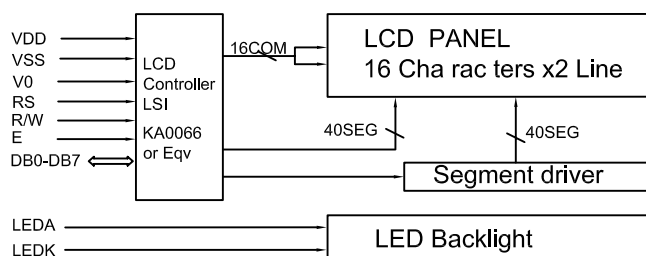 VDD
VSS
V0
RS
R/W
E
DB0-DB7
LCD
Controller
LSI
KA0066
or Eqv
16COM
LCD PANEL
16 Cha rac ters x2 Line
40SEG
40SEG
Segment driver
LEDA
LEDK
LED Backlight